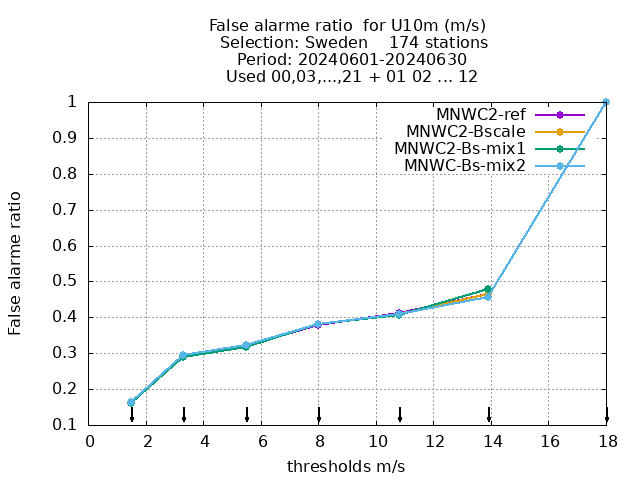 False alarme ratio  for U10m (m/s)
Selection: Sweden    174 stations
Period: 20240601-20240630
Used 00,03,...,21 + 01 02 ... 12
MNWC2-ref
MNWC2-Bscale
MNWC2-Bs-mix1
MNWC-Bs-mix2
False alarme ratio
1
0.9
0.8
0.7
0.6
0.5
0.4
0.3
0.2
0.1
0 2 4 6 8 10 12 14 16 18
thresholds m/s